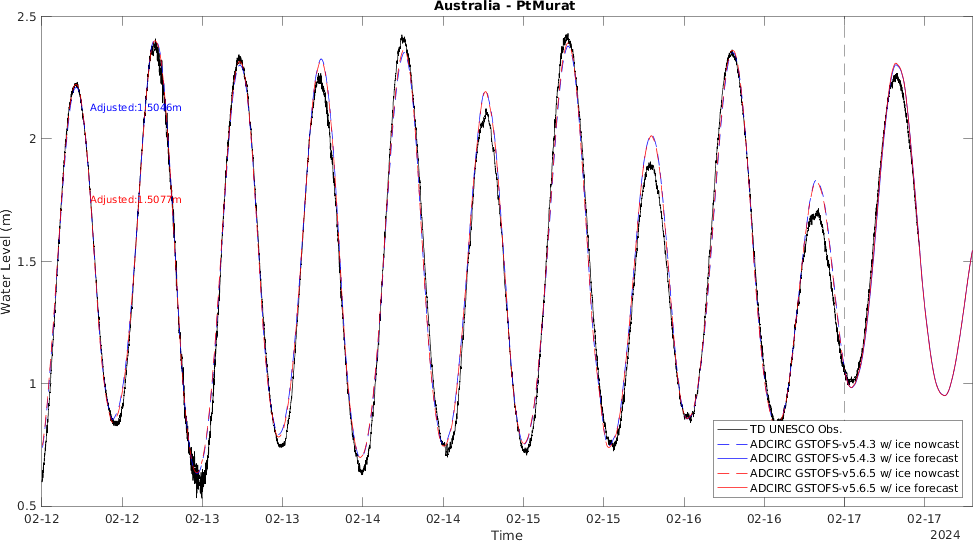 Australia - PtMurat
2.5
2
1.5
1
0.5
Water Level (m)
Adjusted:1.5046m
Adjusted:1.5077m
TD UNESCO Obs.
ADCIRC GSTOFS-v5.4.3 w/ ice nowcast
ADCIRC GSTOFS-v5.4.3 w/ ice forecast
ADCIRC GSTOFS-v5.6.5 w/ ice nowcast
ADCIRC GSTOFS-v5.6.5 w/ ice forecast
02-12 02-12 02-13 02-13 02-14 02-14 02-15 02-15 02-16 02-16 02-17 02-17
Time
2024